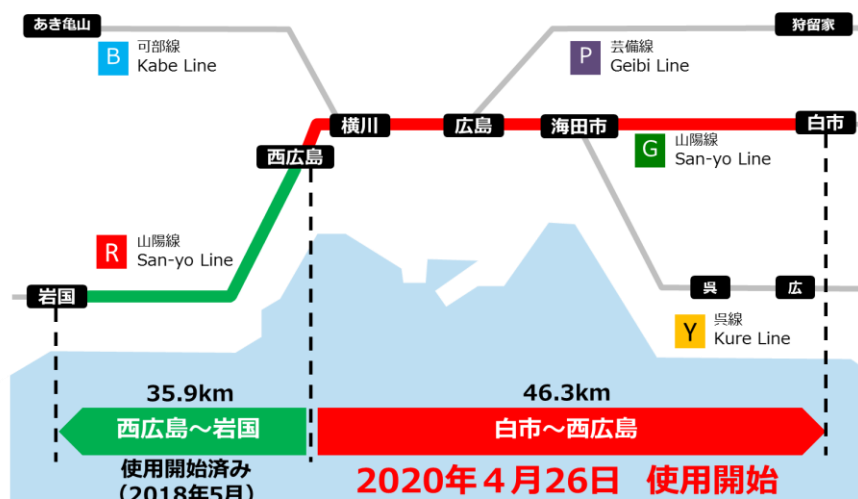 あき亀山
B
可部線
Kabe Line
P
芸備線
Geibi Line
狩留家
横川
広島
海田市
白市
西広島
G
山陽線
San-yo Line
R
山陽線
San-yo Line
岩国
呉
広
Y
呉線
Kure Line
35.9km
46.3km
西広島～岩国
白市～西広島
使用開始済み
（2018年5月）
2020年４月26日 使用開始